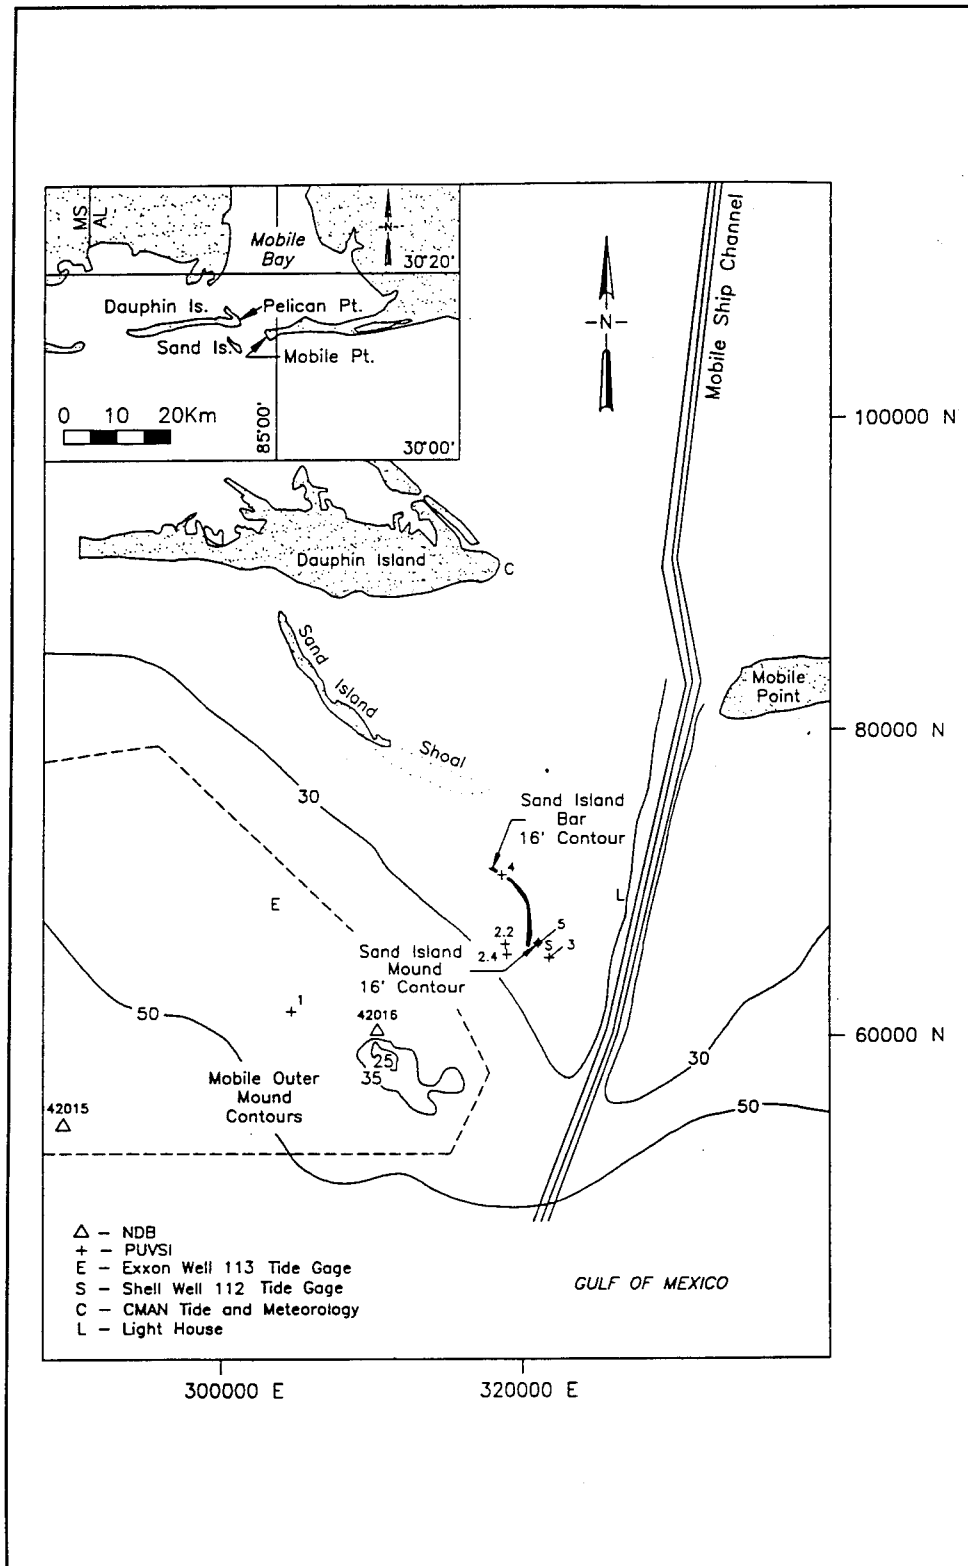 MS
AL
Mobile
Bay
N
30°20'
Dauphin Is.
Pelican Pt.
Sand Is.
Mobile Pt.
0 10 20Km
85°00'
30°00'
N
Mobile Ship Channel
100000 N
Dauphin Island
C
Sand Island Shoal
Mobile
Point
80000 N
30
Sand Island
Bar
16' Contour
4
E
L
5
2.2
S
3
2.4
Sand Island
Mound
16' Contour
1
50
42016
60000 N
25
35
30
Mobile Outer
Mound
Contours
42015
50
△ – NDB
+ – PUVSI
E – Exxon Well 113 Tide Gage
S – Shell Well 112 Tide Gage
C – CMAN Tide and Meteorology
L – Light House
GULF OF MEXICO
300000 E
320000 E